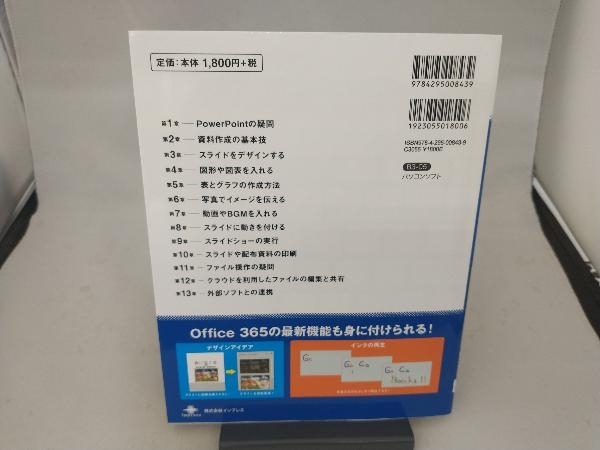 定価:本体 1,800円+税
9784295008439
1923055018006
ISBN978-4-295-00843-9
C3055 ¥1800E
B3-05
パソコンソフト
第1章 ── PowerPointの疑問
第2章 ── 資料作成の基本技
第3章 ── スライドをデザインする
第4章 ── 図形や図表を入れる
第5章 ── 表とグラフの作成方法
第6章 ── 写真でイメージを伝える
第7章 ── 動画やBGMを入れる
第8章 ── スライドに動きを付ける
第9章 ── スライドショーの実行
第10章 ── スライドや配布資料の印刷
第11章 ── ファイル操作の疑問
第12章 ── クラウドを利用したファイルの編集と共有
第13章 ── 外部ソフトとの連携
Office 365の最新機能も身に付けられる!
デザインアイデア
インクの再生
Go
Go Co
Go Co
Books!!
impress
株式会社インプレス